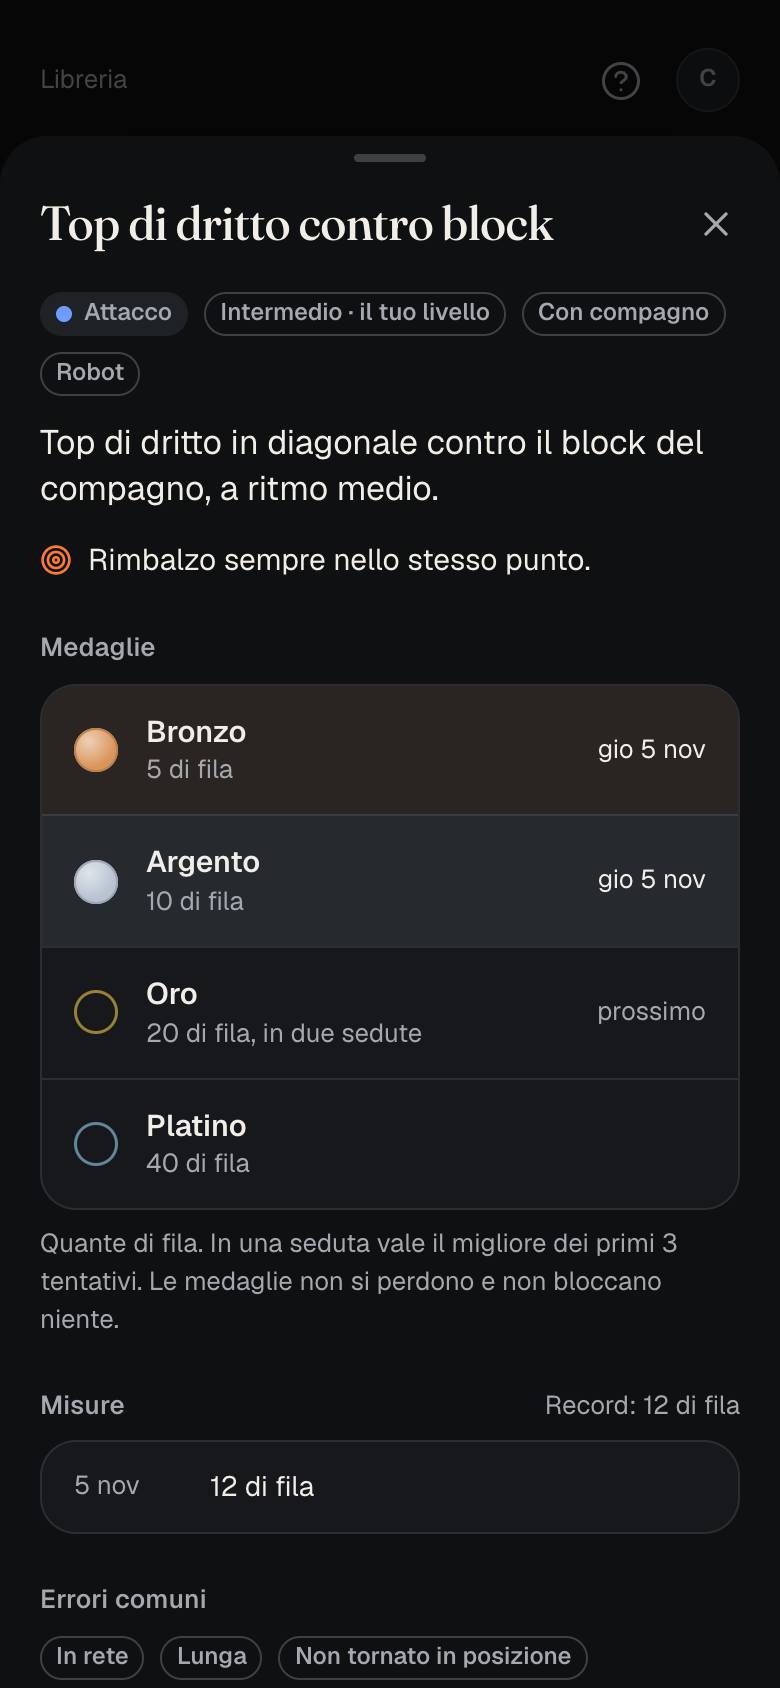 Libreria
C
Top di dritto contro block
Attacco
Intermedio · il tuo livello
Con compagno
Robot
Top di dritto in diagonale contro il block del
compagno, a ritmo medio.
Rimbalzo sempre nello stesso punto.
Medaglie
Bronzo
5 di fila
gio 5 nov
Argento
10 di fila
gio 5 nov
Oro
20 di fila, in due sedute
prossimo
Platino
40 di fila
Quante di fila. In una seduta vale il migliore dei primi 3
tentativi. Le medaglie non si perdono e non bloccano
niente.
Misure
Record: 12 di fila
5 nov
12 di fila
Errori comuni
In rete
Lunga
Non tornato in posizione